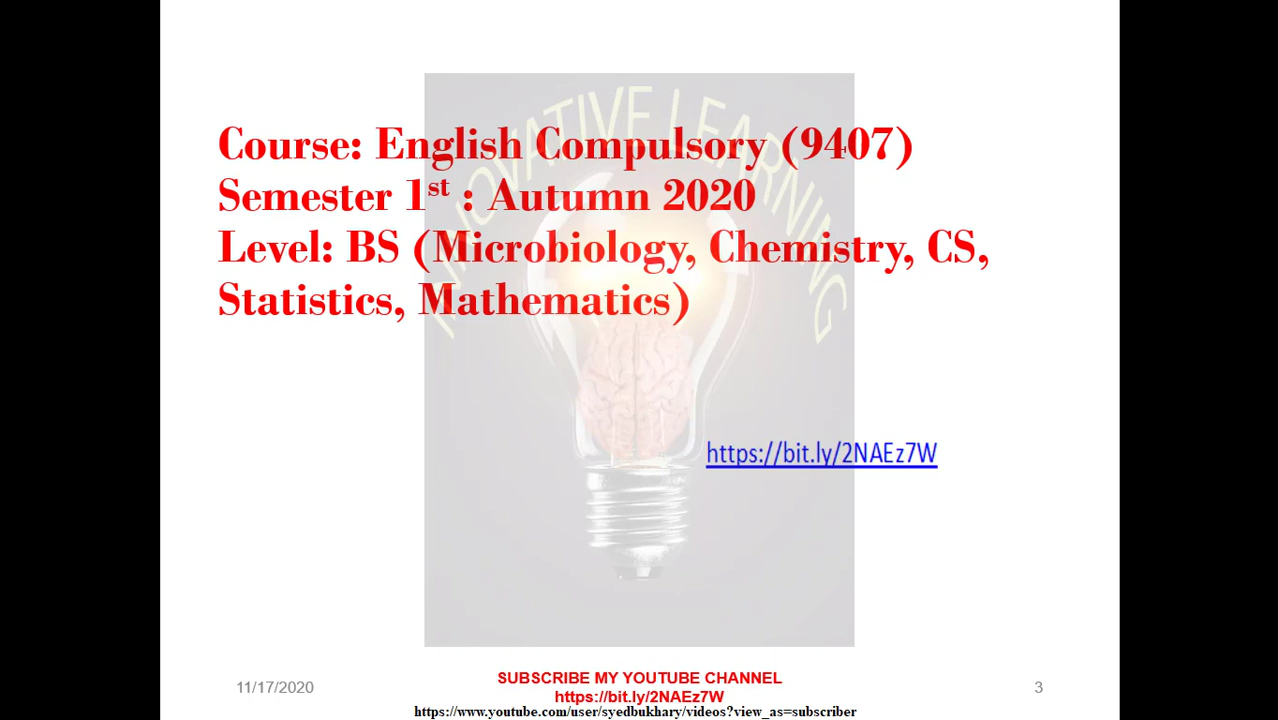 INNOVATIVE LEARNING
Course: English Compulsory (9407)
Semester 1st : Autumn 2020
Level: BS (Microbiology, Chemistry, CS,
Statistics, Mathematics)
https://bit.ly/2NAEz7W
11/17/2020
SUBSCRIBE MY YOUTUBE CHANNEL
https://bit.ly/2NAEz7W
https://www.youtube.com/user/syedbukhary/videos?view_as=subscriber
3